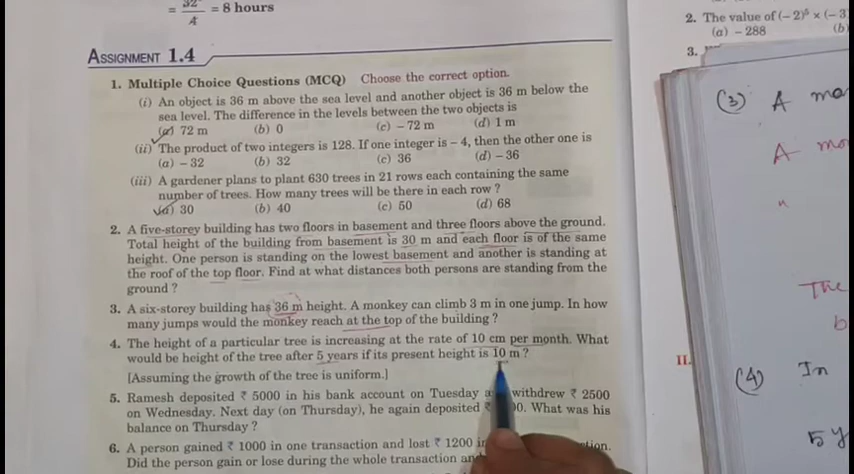 = 32 / 4 = 8 hours
ASSIGNMENT 1.4
1. Multiple Choice Questions (MCQ) Choose the correct option.
(i) An object is 36 m above the sea level and another object is 36 m below the
sea level. The difference in the levels between the two objects is
(a) 72 m (b) 0 (c) – 72 m (d) 1 m
(ii) The product of two integers is 128. If one integer is – 4, then the other one is
(a) – 32 (b) 32 (c) 36 (d) – 36
(iii) A gardener plans to plant 630 trees in 21 rows each containing the same
number of trees. How many trees will be there in each row ?
(a) 30 (b) 40 (c) 50 (d) 68
2. A five-storey building has two floors in basement and three floors above the ground.
Total height of the building from basement is 30 m and each floor is of the same
height. One person is standing on the lowest basement and another is standing at
the roof of the top floor. Find at what distances both persons are standing from the
ground ?
3. A six-storey building has 36 m height. A monkey can climb 3 m in one jump. In how
many jumps would the monkey reach at the top of the building ?
4. The height of a particular tree is increasing at the rate of 10 cm per month. What
would be height of the tree after 5 years if its present height is 10 m ?
[Assuming the growth of the tree is uniform.]
5. Ramesh deposited ₹ 5000 in his bank account on Tuesday withdrew ₹ 2500
on Wednesday. Next day (on Thursday), he again deposited ₹ 00. What was his
balance on Thursday ?
6. A person gained ₹ 1000 in one transaction and lost ₹ 1200 in
Did the person gain or lose during the whole transaction
2. The value of (– 2)⁵ × (– 3
(a) – 288 (b)
3.
II.
(3) A
A
The
(4) In
5 y